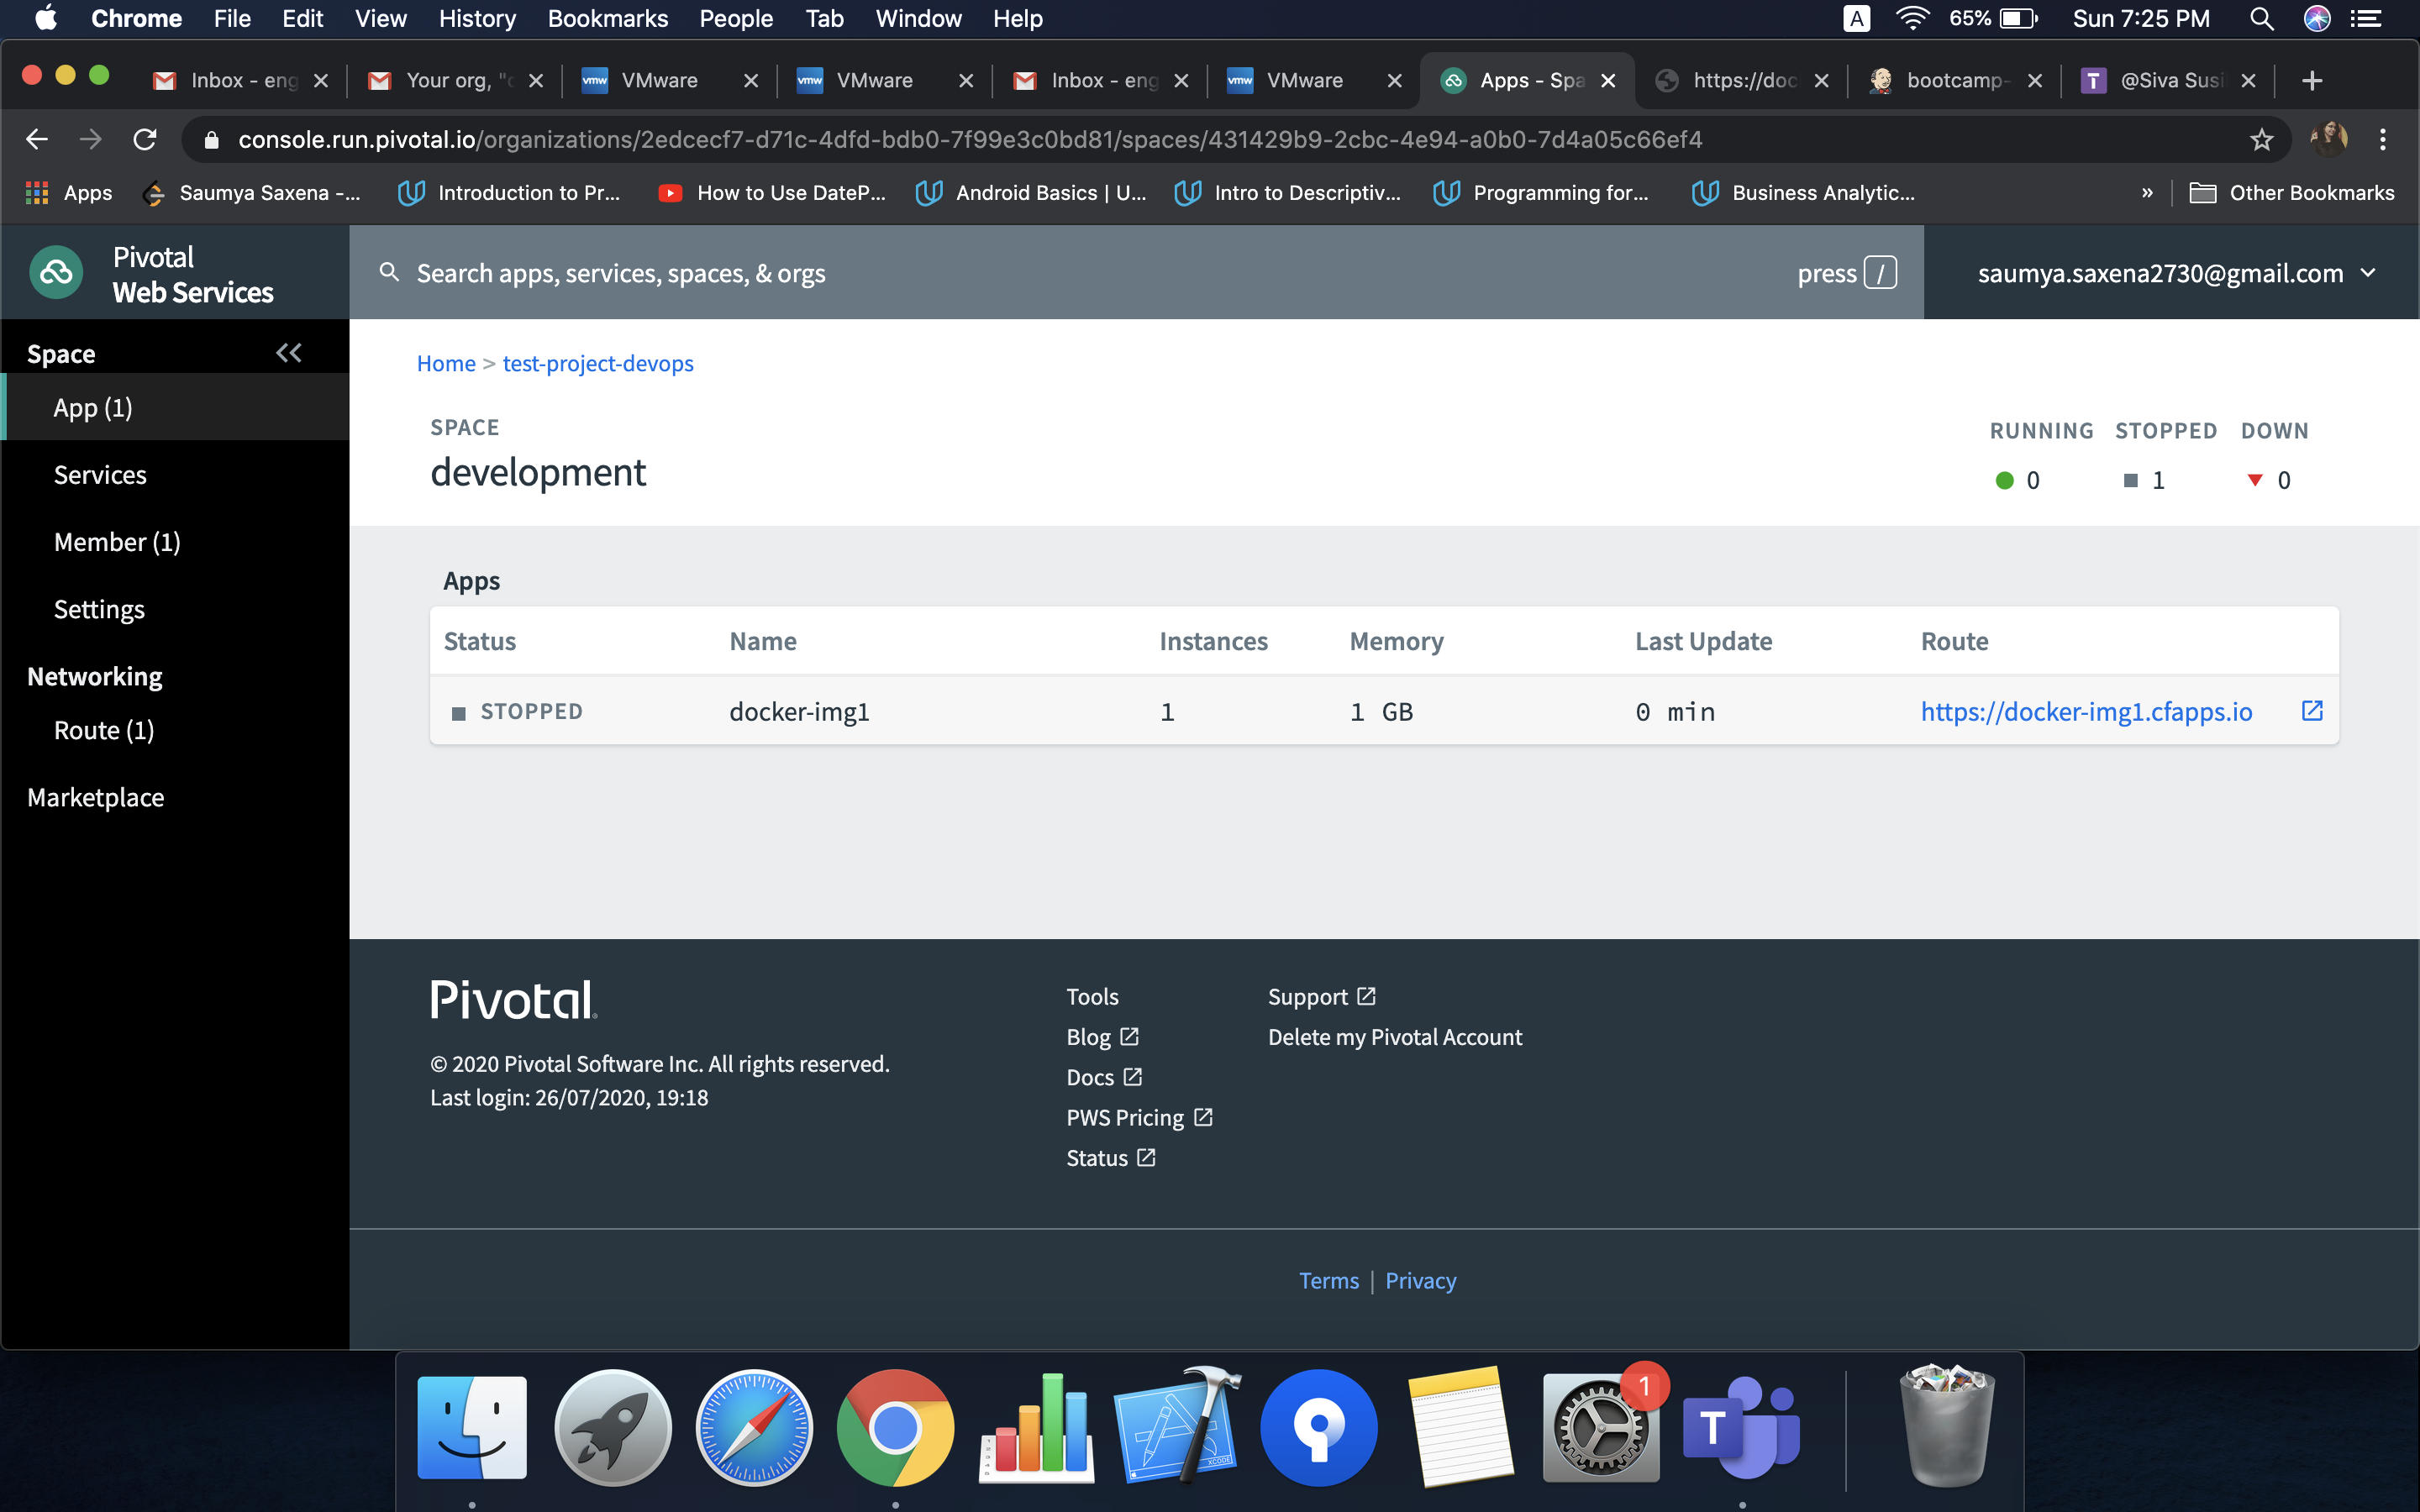 Chrome File Edit View History Bookmarks People Tab Window Help A 65% Sun 7:25 PM
Inbox - eng Your org, "c vmw VMware vmw VMware Inbox - eng vmw VMware Apps - Spa https://doc bootcamp- T @Siva Susi
console.run.pivotal.io/organizations/2edcecf7-d71c-4dfd-bdb0-7f99e3c0bd81/spaces/431429b9-2cbc-4e94-a0b0-7d4a05c66ef4
Apps Saumya Saxena -... Introduction to Pr... How to Use DateP... Android Basics | U... Intro to Descriptiv... Programming for... Business Analytic... » Other Bookmarks
Pivotal
Web Services
Search apps, services, spaces, & orgs press / saumya.saxena2730@gmail.com
Space
App (1)
Services
Member (1)
Settings
Networking
Route (1)
Marketplace
Home > test-project-devops
SPACE
development
RUNNING STOPPED DOWN
0 1 0
Apps
Status Name Instances Memory Last Update Route
STOPPED docker-img1 1 1 GB 0 min https://docker-img1.cfapps.io
Pivotal
© 2020 Pivotal Software Inc. All rights reserved.
Last login: 26/07/2020, 19:18
Tools
Blog
Docs
PWS Pricing
Status
Support
Delete my Pivotal Account
Terms | Privacy
XCODE
1
T